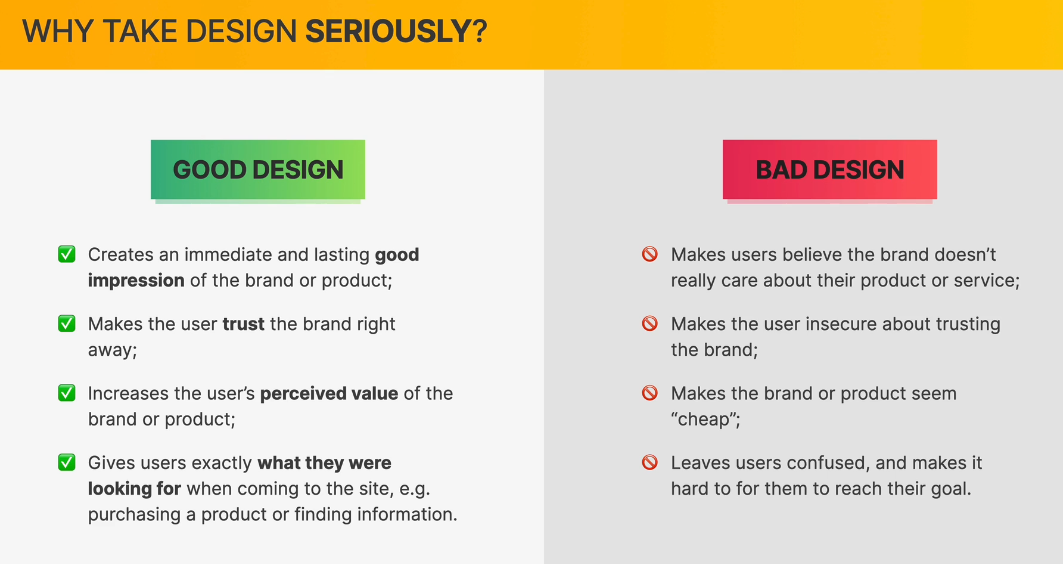 WHY TAKE DESIGN SERIOUSLY?
GOOD DESIGN
Creates an immediate and lasting good
impression of the brand or product;
Makes the user trust the brand right
away;
Increases the user’s perceived value of the
brand or product;
Gives users exactly what they were
looking for when coming to the site, e.g.
purchasing a product or finding information.
BAD DESIGN
Makes users believe the brand doesn’t
really care about their product or service;
Makes the user insecure about trusting
the brand;
Makes the brand or product seem
“cheap”;
Leaves users confused, and makes it
hard to for them to reach their goal.